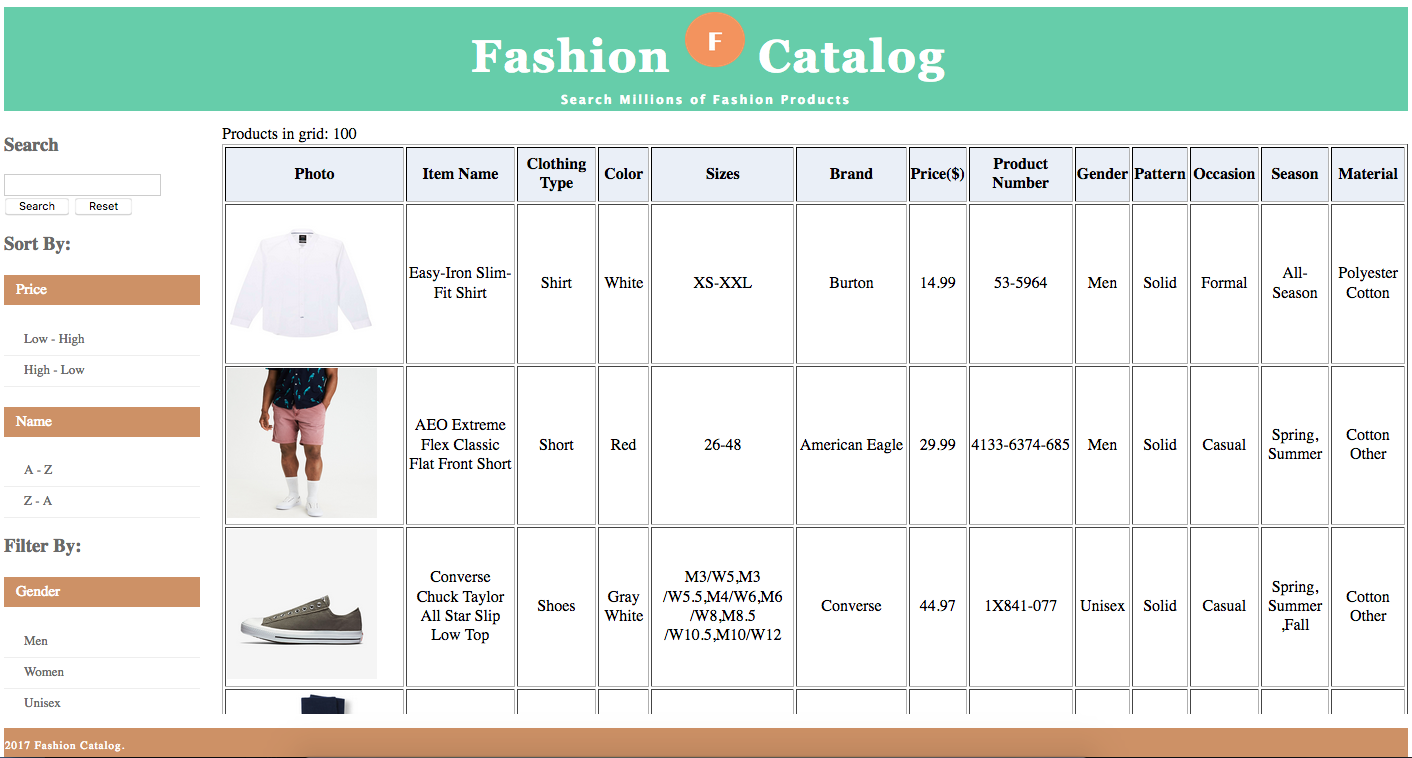 Fashion F Catalog
Search Millions of Fashion Products
Search
Search Reset
Sort By:
Price
Low - High
High - Low
Name
A - Z
Z - A
Filter By:
Gender
Men
Women
Unisex
Products in grid: 100
Photo Item Name Clothing Type Color Sizes Brand Price($) Product Number Gender Pattern Occasion Season Material
Easy-Iron Slim-
Fit Shirt
Shirt
White
XS-XXL
Burton
14.99
53-5964
Men
Solid
Formal
All-
Season
Polyester
Cotton
AEO Extreme
Flex Classic
Flat Front Short
Short
Red
26-48
American Eagle
29.99
4133-6374-685
Men
Solid
Casual
Spring,
Summer
Cotton
Other
Converse
Chuck Taylor
All Star Slip
Low Top
Shoes
Gray
White
M3/W5,M3
/W5.5,M4/W6,M6
/W8,M8.5
/W10.5,M10/W12
Converse
44.97
1X841-077
Unisex
Solid
Casual
Spring,
Summer
,Fall
Cotton
Other
2017 Fashion Catalog.